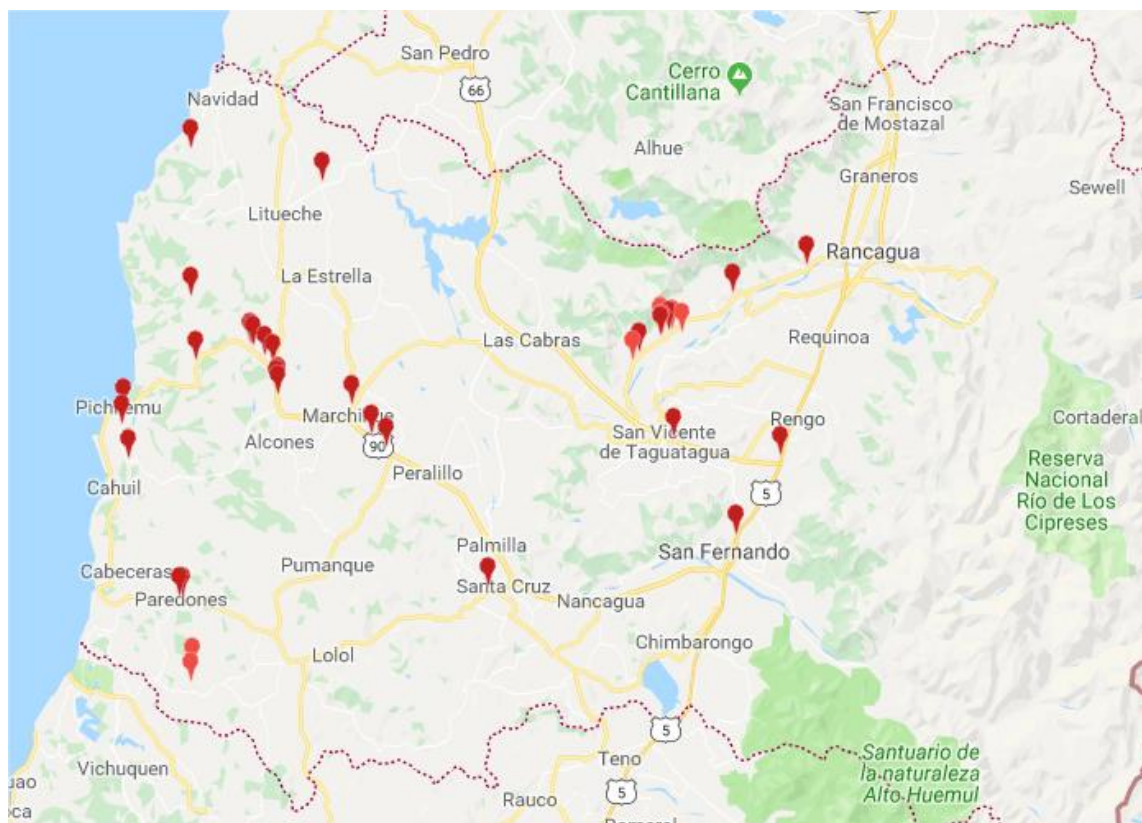 San Pedro
66
Cerro
Cantillana
Navidad
San Francisco
de Mostazal
Alhue
Graneros
Sewell
Litueche
Rancagua
La Estrella
Las Cabras
Requinoa
Pichilemu
Marchihue
Alcones
90
Peralillo
San Vicente
de Taguatagua
Rengo
Cortaderal
Reserva
Nacional
Río de Los
Cipreses
5
Cahuil
San Fernando
Palmilla
Pumanque
Cabeceras
Paredones
Santa Cruz
Nancagua
Chimbarongo
Lolol
5
Teno
Vichuquen
Santuario de
la naturaleza
Alto Huemul
5
Rauco